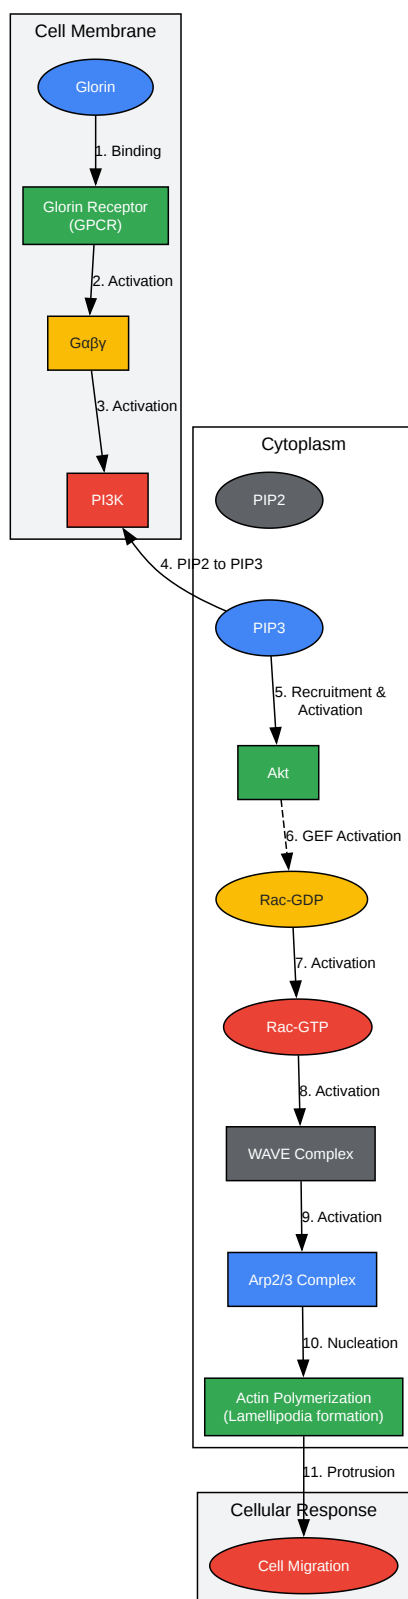 Cell Membrane
Glorin
1. Binding
Glorin Receptor
(GPCR)
2. Activation
Gαβγ
3. Activation
PI3K
Cytoplasm
PIP2
4. PIP2 to PIP3
PIP3
5. Recruitment &
Activation
Akt
6. GEF Activation
Rac-GDP
7. Activation
Rac-GTP
8. Activation
WAVE Complex
9. Activation
Arp2/3 Complex
10. Nucleation
Actin Polymerization
(Lamellipodia formation)
11. Protrusion
Cellular Response
Cell Migration